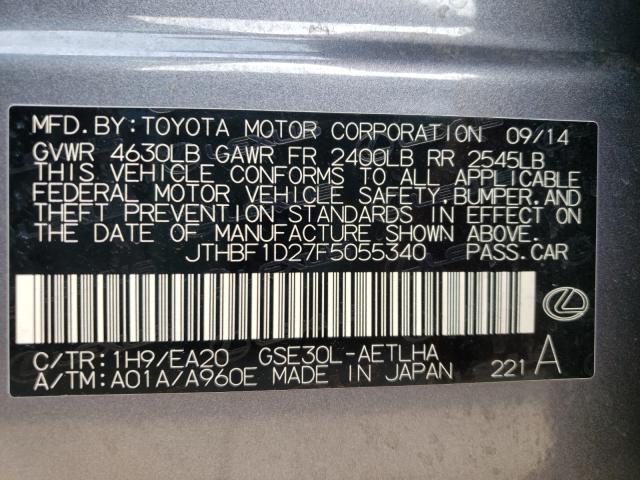 MFD. BY: TOYOTA MOTOR CORPORATION 09/14
GVWR 4630LB GAWR FR 2400LB RR 2545LB
THIS VEHICLE CONFORMS TO ALL APPLICABLE
FEDERAL MOTOR VEHICLE SAFETY, BUMPER, AND
THEFT PREVENTION STANDARDS IN EFFECT ON
THE DATE OF MANUFACTURE SHOWN ABOVE.
JTHBF1D27F5055340 PASS. CAR
C/TR: 1H9/EA20 GSE30L-AETLHA
A/TM: A01A/A960E MADE IN JAPAN 221 A